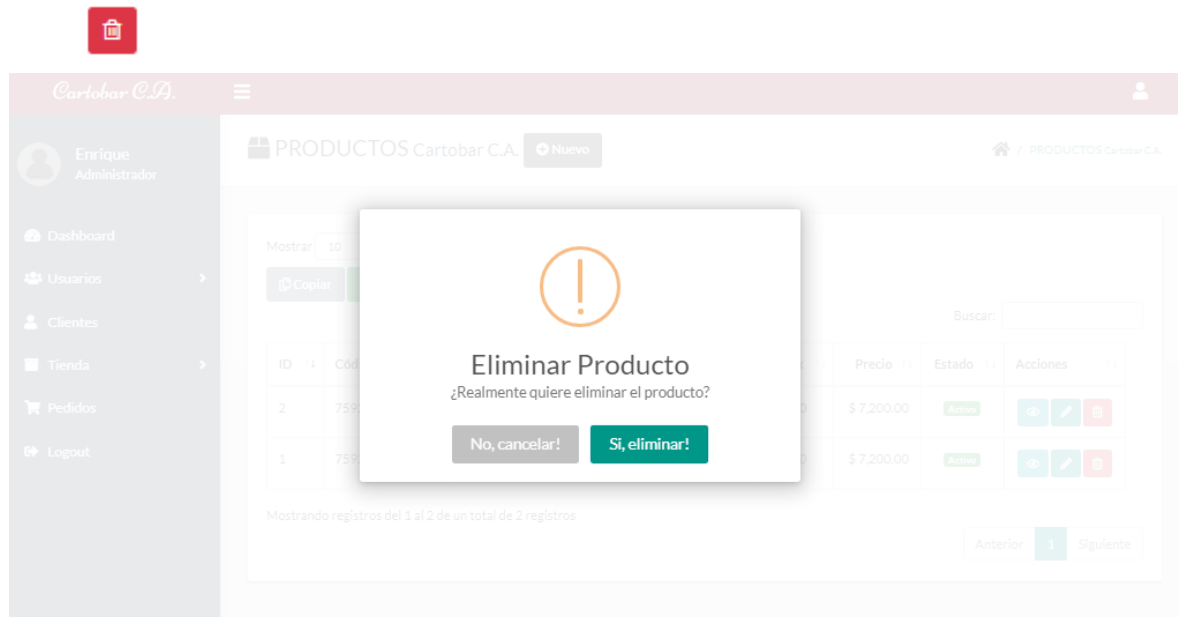 Cartobar C.A.
Enrique
Administrador
PRODUCTOS Cartobar C.A. Nuevo
/ PRODUCTOS Cartobar C.A.
Dashboard
Usuarios
Clientes
Tienda
Pedidos
Logout
Mostrar 10
Copiar
Buscar:
ID Precio Estado Acciones
2 $ 7,200.00 Activo
1 $ 7,200.00 Activo
Eliminar Producto
¿Realmente quiere eliminar el producto?
No, cancelar! Si, eliminar!
Mostrando registros del 1 al 2 de un total de 2 registros
Anterior 1 Siguiente